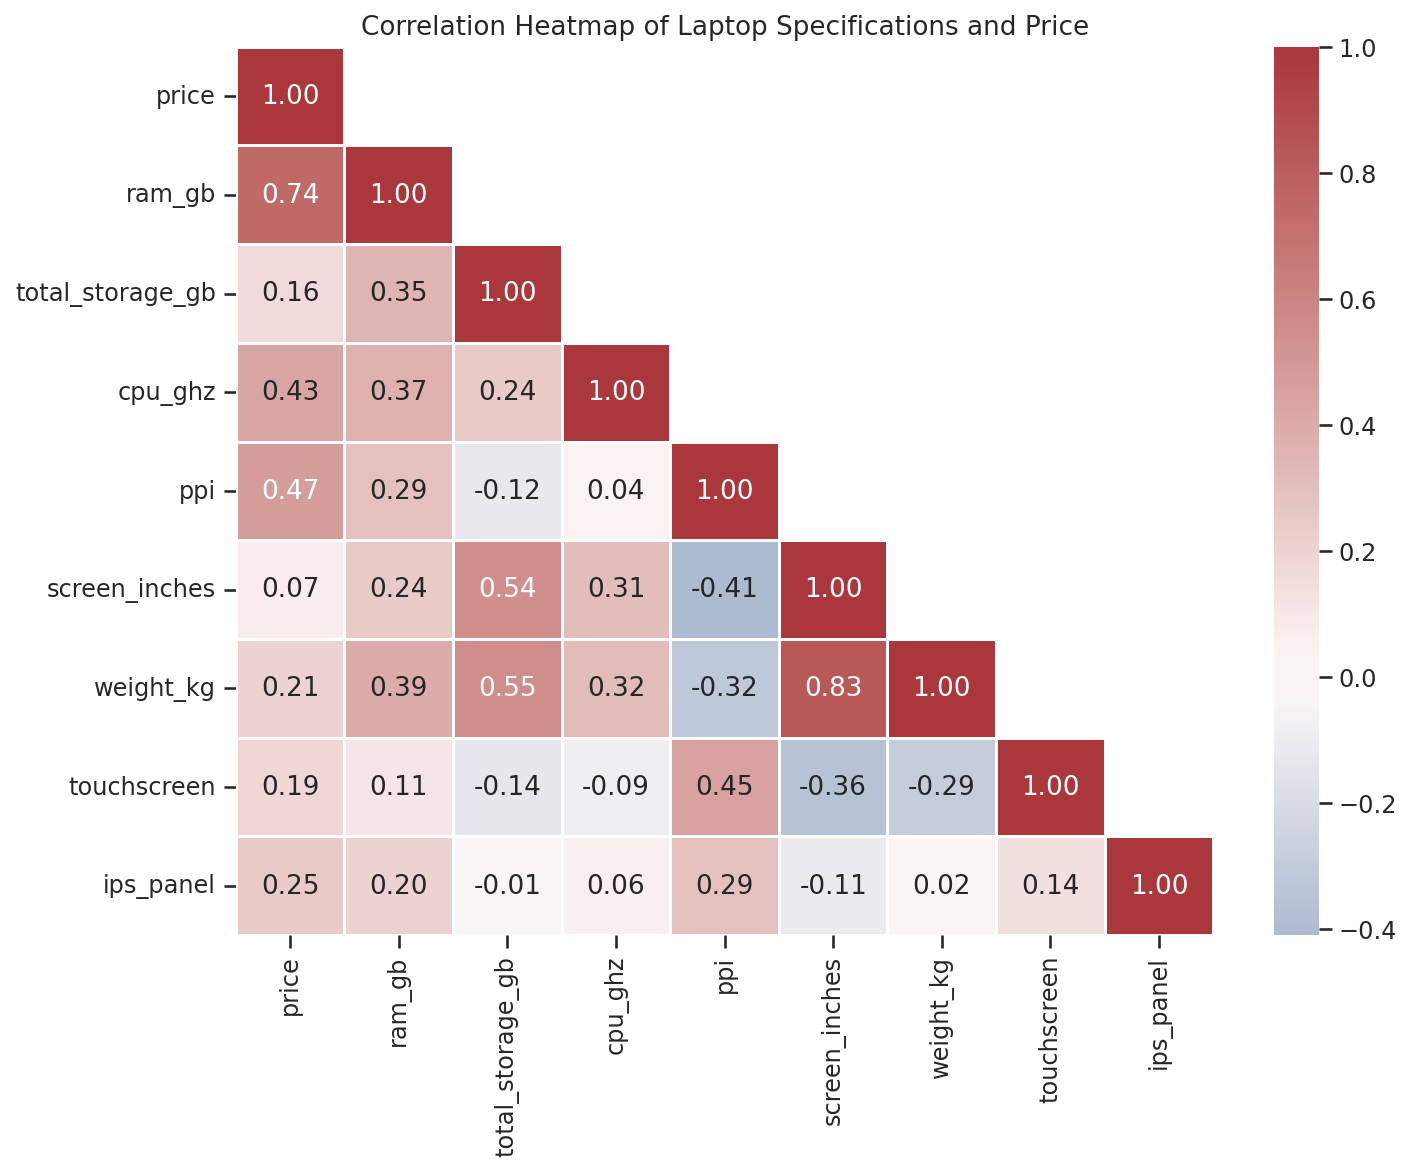 Correlation Heatmap of Laptop Specifications and Price
price 1.00
ram_gb 0.74 1.00
total_storage_gb 0.16 0.35 1.00
cpu_ghz 0.43 0.37 0.24 1.00
ppi 0.47 0.29 -0.12 0.04 1.00
screen_inches 0.07 0.24 0.54 0.31 -0.41 1.00
weight_kg 0.21 0.39 0.55 0.32 -0.32 0.83 1.00
touchscreen 0.19 0.11 -0.14 -0.09 0.45 -0.36 -0.29 1.00
ips_panel 0.25 0.20 -0.01 0.06 0.29 -0.11 0.02 0.14 1.00
price
ram_gb
total_storage_gb
cpu_ghz
ppi
screen_inches
weight_kg
touchscreen
ips_panel
1.0
0.8
0.6
0.4
0.2
0.0
−0.2
−0.4